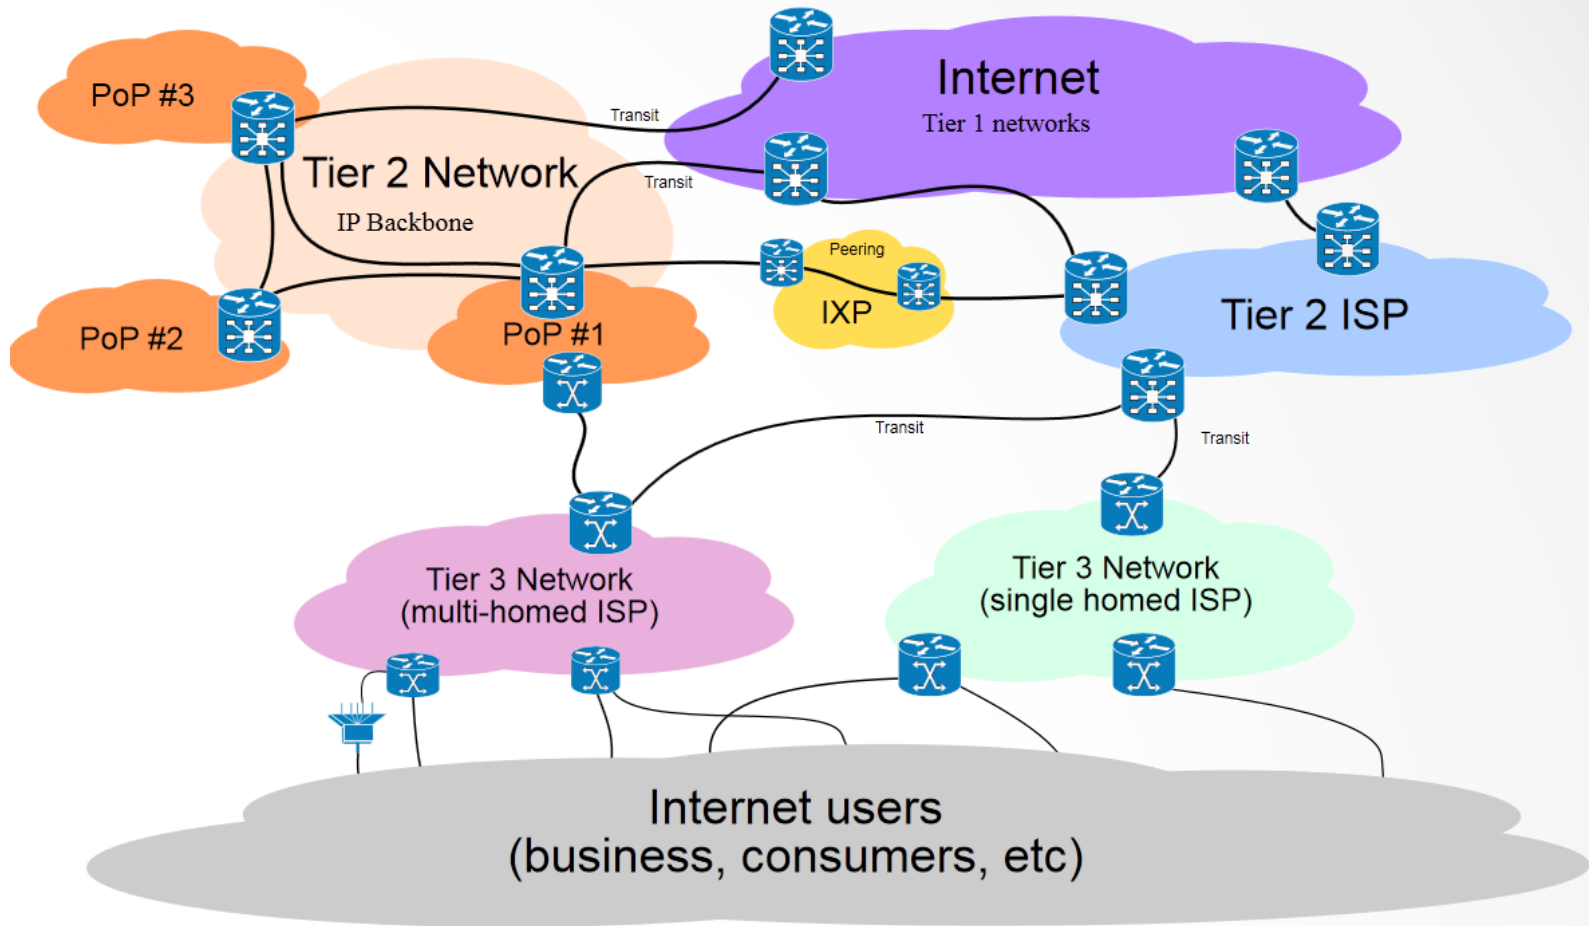 PoP #3
Transit
Internet
Tier 1 networks
Tier 2 Network
IP Backbone
Transit
Peering
IXP
Tier 2 ISP
PoP #2
PoP #1
Transit
Transit
Tier 3 Network
(multi-homed ISP)
Tier 3 Network
(single homed ISP)
Internet users
(business, consumers, etc)